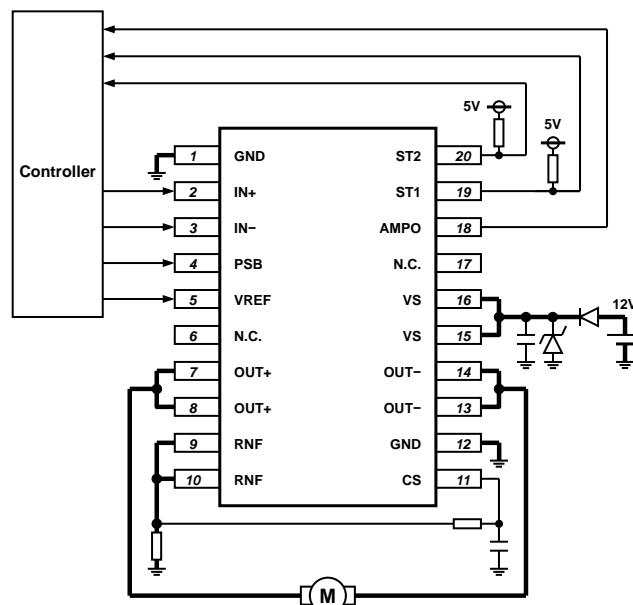 5V
5V
1 GND ST2 20
Controller
2 IN+ ST1 19
3 IN− AMPO 18
4 PSB N.C. 17
5 VREF VS 16
12V
6 N.C. VS 15
7 OUT+ OUT− 14
8 OUT+ OUT− 13
9 RNF GND 12
10 RNF CS 11
M